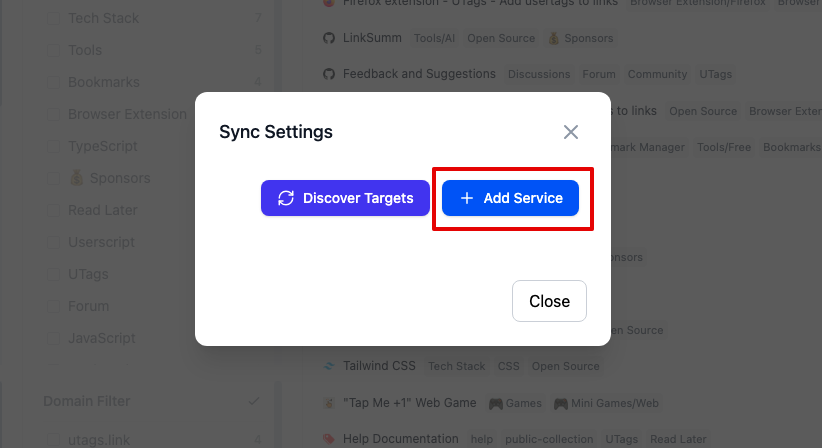 Tech Stack 7
Tools 5
Bookmarks 4
Browser Extension
TypeScript
💰 Sponsors
Read Later
Userscript
UTags
Forum
JavaScript
Domain Filter
utags.link 4
Firefox extension - UTags - Add usertags to links Browser Extension/Firefox Browser
LinkSumm Tools/AI Open Source 💰 Sponsors
Feedback and Suggestions Discussions Forum Community UTags
s to links Open Source Browser Exter
mark Manager Tools/Free Bookmarks
Sync Settings
Discover Targets
+ Add Service
Close
nsors
en Source
Tailwind CSS Tech Stack CSS Open Source
"Tap Me +1" Web Game 🎮 Games 🎮 Mini Games/Web
Help Documentation help public-collection UTags Read Later